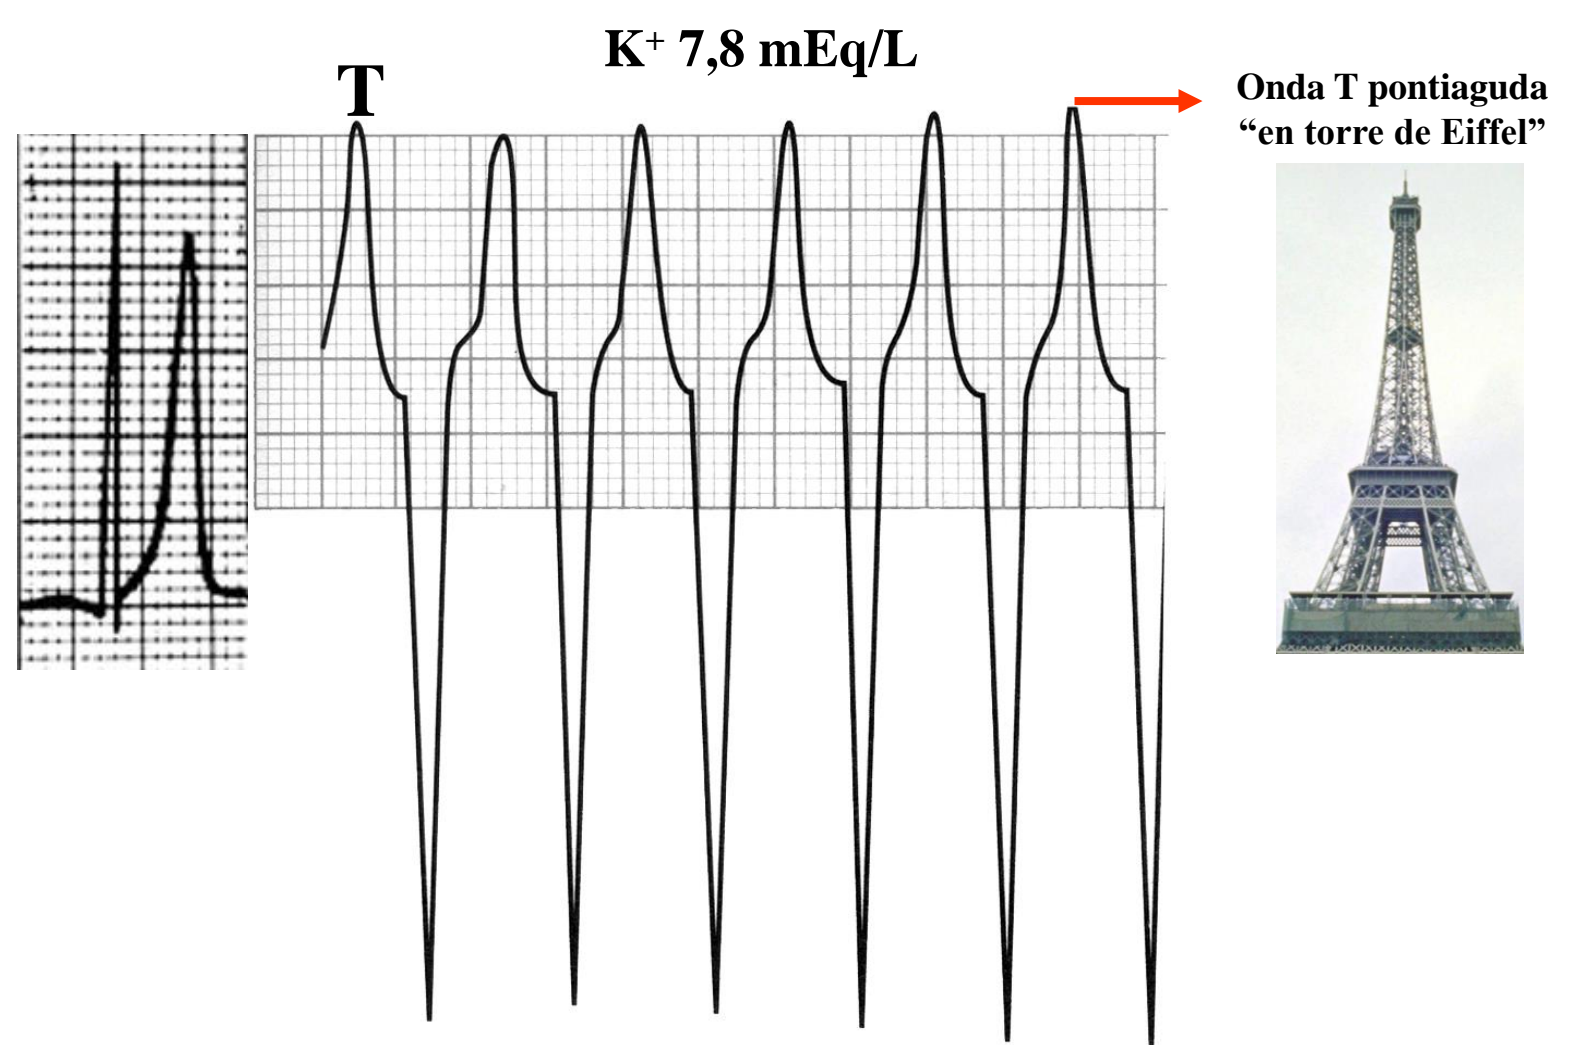 K⁺ 7,8 mEq/L
T
Onda T pontiaguda
“en torre de Eiffel”